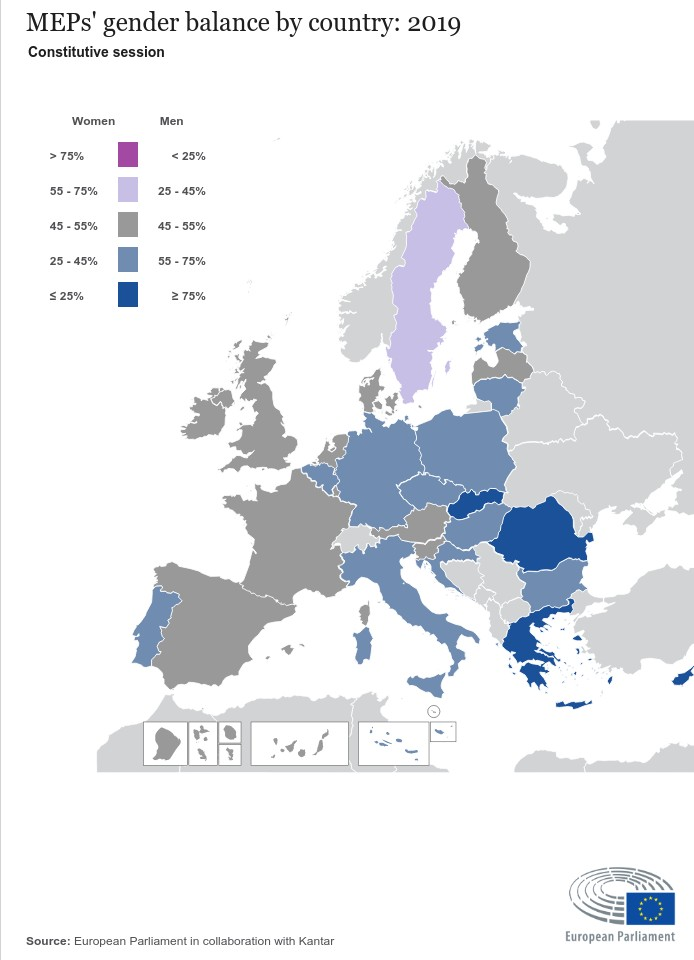 MEPs' gender balance by country: 2019
Constitutive session
Women Men
> 75% < 25%
55 - 75% 25 - 45%
45 - 55% 45 - 55%
25 - 45% 55 - 75%
≤ 25% ≥ 75%
European Parliament
Source: European Parliament in collaboration with Kantar